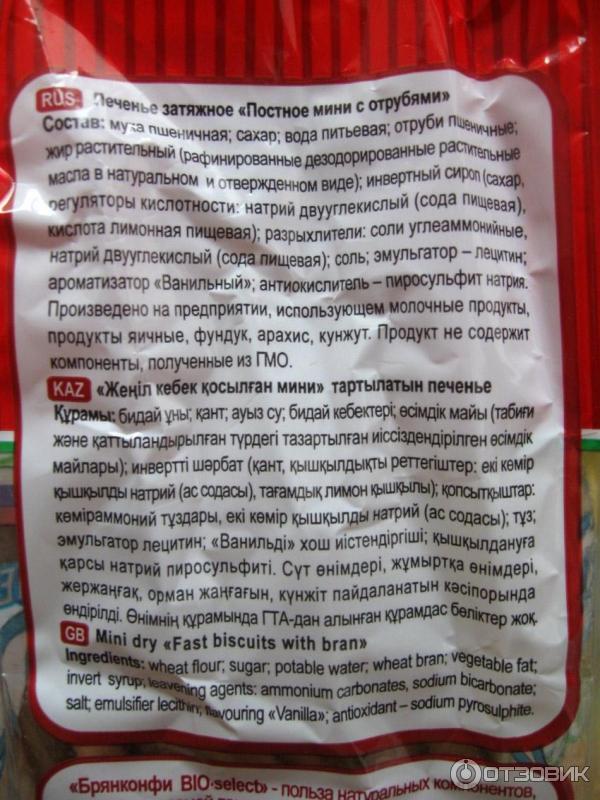 RUS Печенье затяжное «Постное мини с отрубями»
Состав: мука пшеничная; сахар; вода питьевая; отруби пшеничные;
жир растительный (рафинированные дезодорированные растительные
масла в натуральном и отвержденном виде); инвертный сироп (сахар,
регуляторы кислотности: натрий двууглекислый (сода пищевая),
кислота лимонная пищевая); разрыхлители: соли углеаммонийные,
натрий двууглекислый (сода пищевая); соль; эмульгатор – лецитин;
ароматизатор «Ванильный»; антиокислитель – пиросульфит натрия.
Произведено на предприятии, использующем молочные продукты,
продукты яичные, фундук, арахис, кунжут. Продукт не содержит
компоненты, полученные из ГМО.
KAZ «Жеңіл кебек қосылған мини» тартылатын печенье
Құрамы: бидай ұны; қант; ауыз су; бидай кебектері; өсімдік майы (табиғи
және қаттыландырылған түрдегі тазартылған иіссіздендірілген өсімдік
майлары); инвертті шәрбат (қант, қышқылдықты реттегіштер: екі көмір
қышқылды натрий (ас содасы), тағамдық лимон қышқылы); қопсытқыштар:
көміраммоний тұздары, екі көмір қышқылды натрий (ас содасы); тұз;
эмульгатор лецитин; «Ванильді» хош иістендіргіші; қышқылдануға
қарсы натрий пиросульфиті. Сүт өнімдері, жұмыртқа өнімдері,
жержаңғақ, орман жаңғағын, күнжіт пайдаланатын кәсіпорында
өндірілді. Өнімнің құрамында ГТА-дан алынған құрамдас бөліктер жоқ.
GB Mini dry «Fast biscuits with bran»
Ingredients: wheat flour; sugar; potable water; wheat bran; vegetable fat;
invert syrup; leavening agents: ammonium carbonates, sodium bicarbonate;
salt; emulsifier lecithin; flavouring «Vanilla»; antioxidant – sodium pyrosulphite.
«Брянконфи BIO-select» - польза натуральных компонентов,
ОТЗОВИК